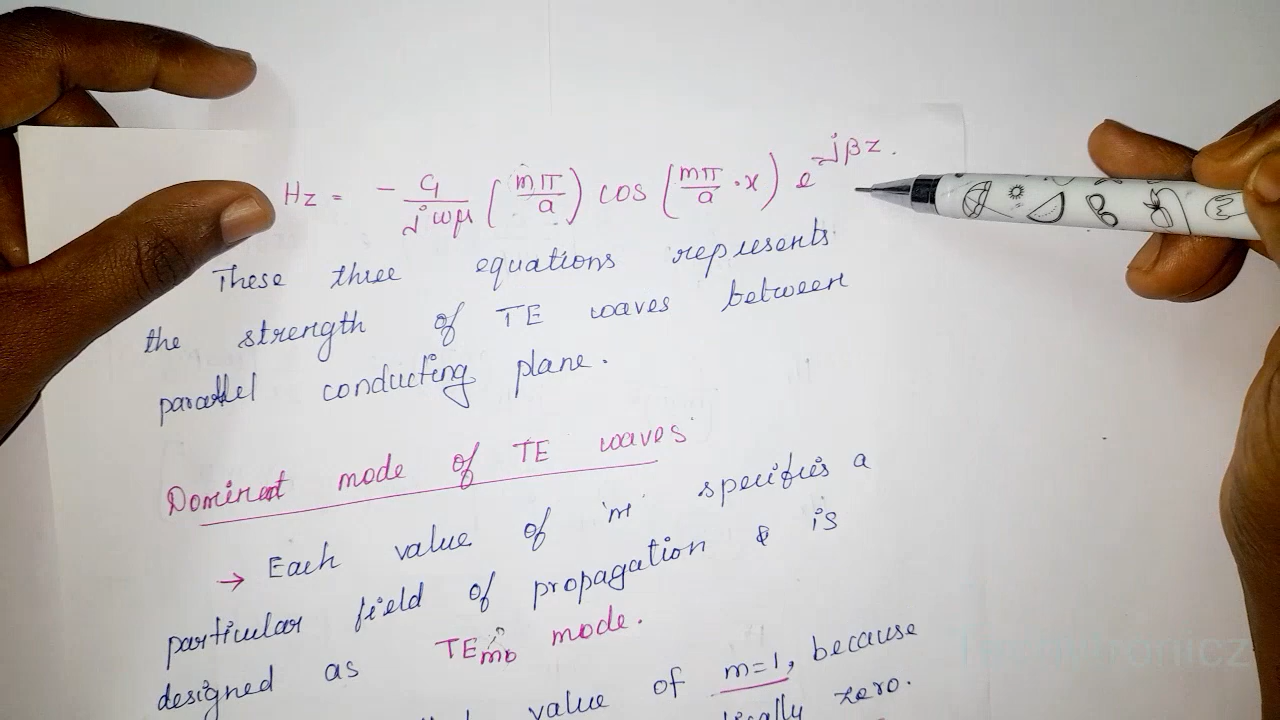 Hz = - C₁/jωμ (mπ/a) cos (mπ/a · x) e^-jβz.
These three equations represents
the strength of TE waves between
parallel conducting plane.
Dominant mode of TE waves
→ Each value of 'm' specifies a
particular field of propagation & is
designed as TEmo mode.
value of m=1, because
zero.